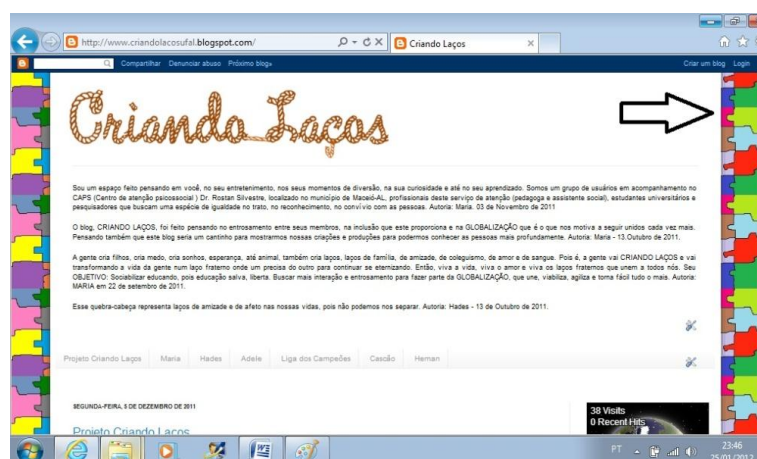 http://www.criandolacosufal.blogspot.com/
Criando Laços
Compartilhar Denunciar abuso Próximo blog»
Criar um blog Login
Criando Laços
Sou um espaço feito pensando em você, no seu entretenimento, nos seus momentos de diversão, na sua curiosidade e até no seu aprendizado. Somos um grupo de usuários em acompanhamento no
CAPS (Centro de atenção psicossocial ) Dr. Rostan Silvestre, localizado no município de Maceió-AL, profissionais deste serviço de atenção (pedagoga e assistente social), estudantes universitários e
pesquisadores que buscam uma espécie de igualdade no trato, no reconhecimento, no convívio com as pessoas. Autoria: Maria. 03 de Novembro de 2011
O blog, CRIANDO LAÇOS, foi feito pensando no entrosamento entre seus membros, na inclusão que este proporciona e na GLOBALIZAÇÃO que é o que nos motiva a seguir unidos cada vez mais.
Pensando também que este blog seria um cantinho para mostrarmos nossas criações e produções para podermos conhecer as pessoas mais profundamente. Autoria: Maria - 13.Outubro de 2011.
A gente cria filhos, cria medo, cria sonhos, esperança, até animal, também cria laços, laços de família, de amizade, de coleguismo, de amor e de sangue. Pois é, a gente vai CRIANDO LAÇOS e vai
transformando a vida da gente num laço fraterno onde um precisa do outro para continuar se eternizando. Então, viva a vida, viva o amor e viva os laços fraternos que unem a todos nós. Seu
OBJETIVO: Sociabilizar educando, pois educação salva, liberta. Buscar mais interação e entrosamento para fazer parte da GLOBALIZAÇÃO, que une, viabiliza, agiliza e torna fácil tudo o mais. Autoria:
MARIA em 22 de setembro de 2011.
Esse quebra-cabeça representa laços de amizade e de afeto nas nossas vidas, pois não podemos nos separar. Autoria: Hades - 13 de Outubro de 2011.
Projeto Criando Laços Maria Hades Adele Liga dos Campeões Cascão Heman
SEGUNDA-FEIRA, 5 DE DEZEMBRO DE 2011
Projeto Criando Laços
38 Visits
0 Recent Hits
PT
23:46
25/01/2012